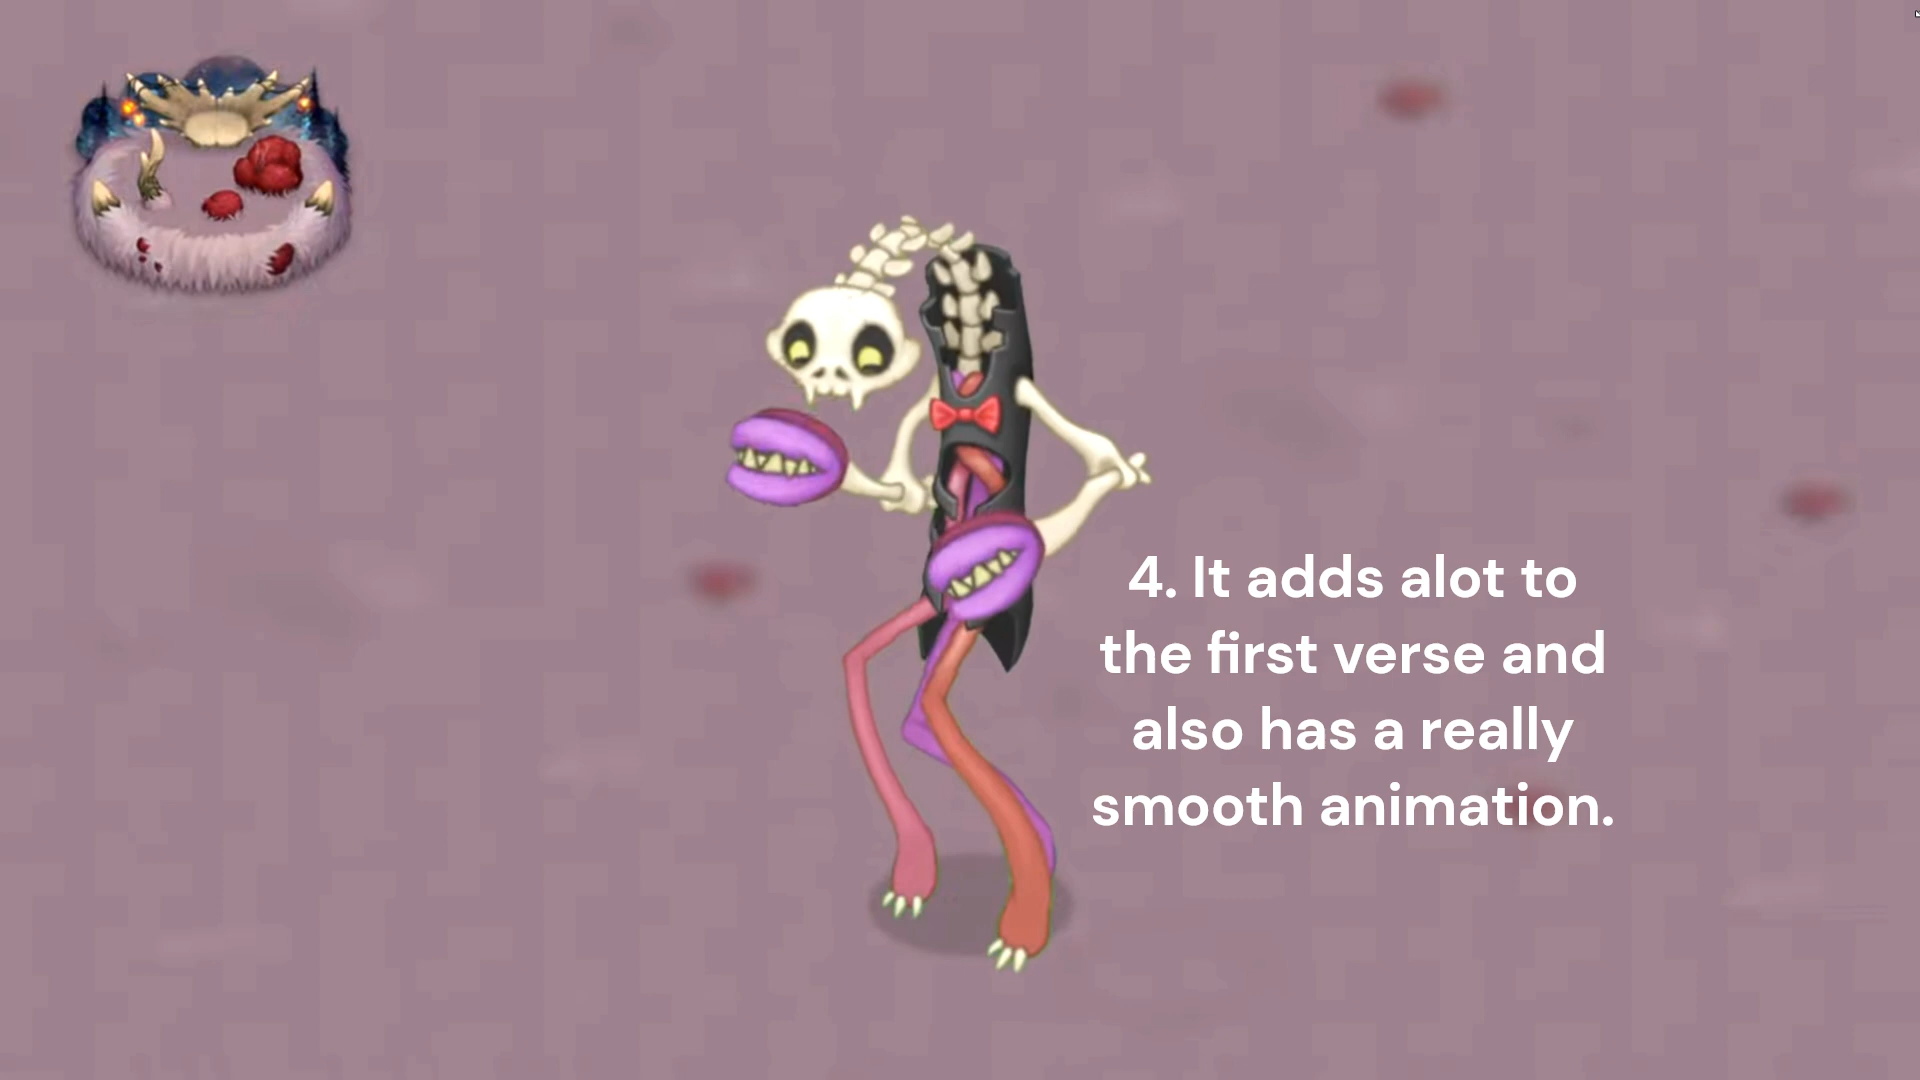 4. It adds alot to
the first verse and
also has a really
smooth animation.